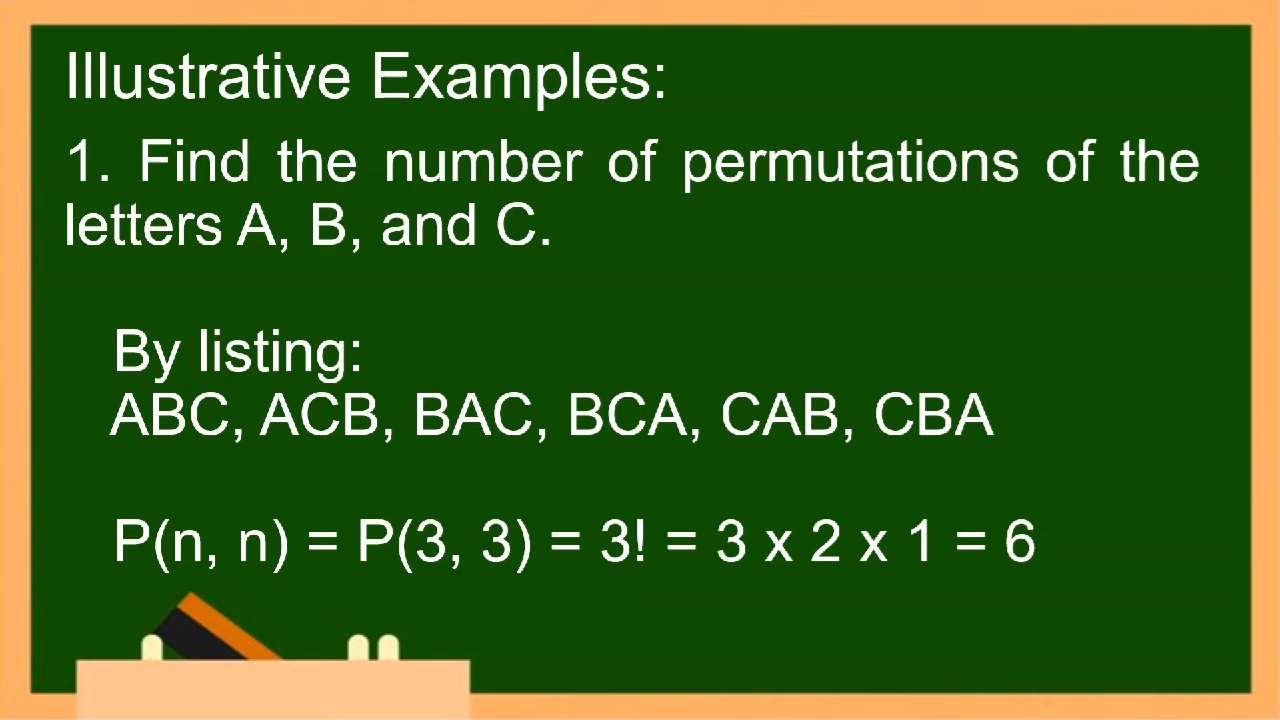 Illustrative Examples:
1. Find the number of permutations of the
letters A, B, and C.
By listing:
ABC, ACB, BAC, BCA, CAB, CBA
P(n, n) = P(3, 3) = 3! = 3 x 2 x 1 = 6